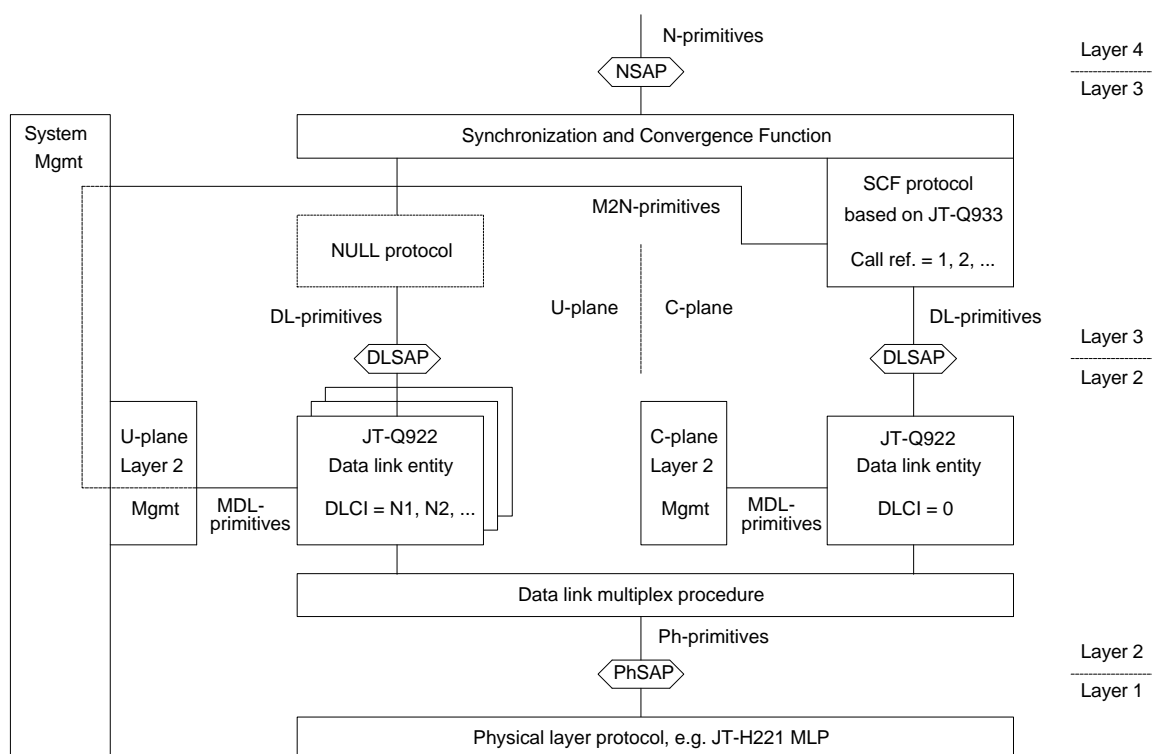 N-primitives
Layer 4
NSAP
Layer 3
System
Mgmt
Synchronization and Convergence Function
SCF protocol
based on JT-Q933
Call ref. = 1, 2, ...
M2N-primitives
NULL protocol
U-plane
C-plane
DL-primitives
DL-primitives
Layer 3
DLSAP
DLSAP
Layer 2
U-plane
Layer 2
Mgmt
MDL-
primitives
JT-Q922
Data link entity
DLCI = N1, N2, ...
C-plane
Layer 2
Mgmt
MDL-
primitives
JT-Q922
Data link entity
DLCI = 0
Data link multiplex procedure
Ph-primitives
Layer 2
PhSAP
Layer 1
Physical layer protocol, e.g. JT-H221 MLP